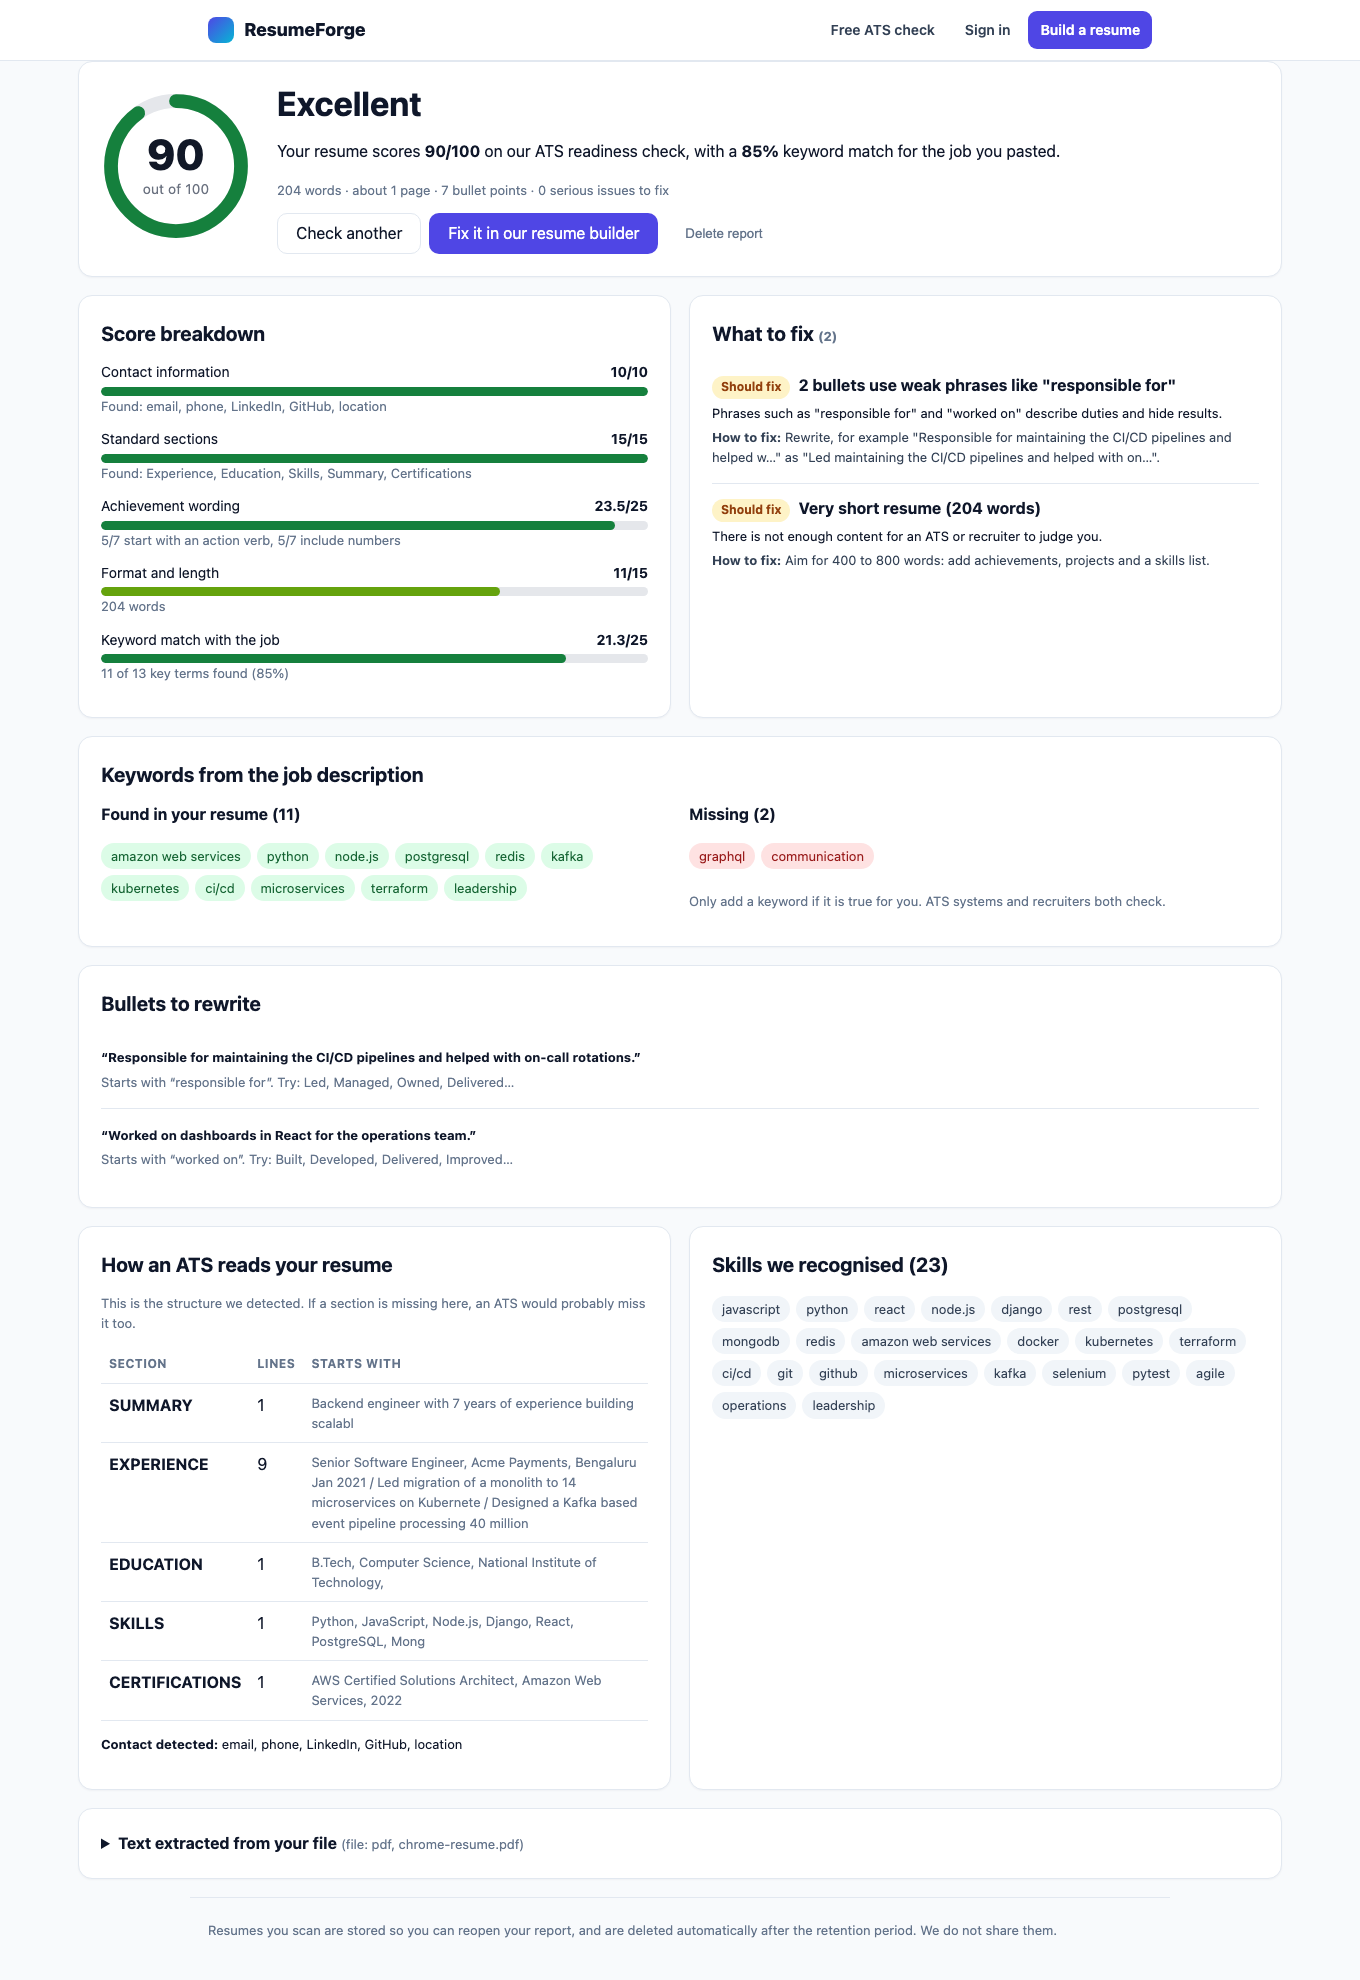 ResumeForge
Free ATS check
Sign in
Build a resume
90
out of 100
Excellent
Your resume scores 90/100 on our ATS readiness check, with a 85% keyword match for the job you pasted.
204 words · about 1 page · 7 bullet points · 0 serious issues to fix
Check another
Fix it in our resume builder
Delete report
Score breakdown
Contact information 10/10
Found: email, phone, LinkedIn, GitHub, location
Standard sections 15/15
Found: Experience, Education, Skills, Summary, Certifications
Achievement wording 23.5/25
5/7 start with an action verb, 5/7 include numbers
Format and length 11/15
204 words
Keyword match with the job 21.3/25
11 of 13 key terms found (85%)
What to fix (2)
Should fix 2 bullets use weak phrases like "responsible for"
Phrases such as "responsible for" and "worked on" describe duties and hide results.
How to fix: Rewrite, for example "Responsible for maintaining the CI/CD pipelines and
helped w…" as "Led maintaining the CI/CD pipelines and helped with on…".
Should fix Very short resume (204 words)
There is not enough content for an ATS or recruiter to judge you.
How to fix: Aim for 400 to 800 words: add achievements, projects and a skills list.
Keywords from the job description
Found in your resume (11)
amazon web services python node.js postgresql redis kafka
kubernetes ci/cd microservices terraform leadership
Missing (2)
graphql communication
Only add a keyword if it is true for you. ATS systems and recruiters both check.
Bullets to rewrite
“Responsible for maintaining the CI/CD pipelines and helped with on-call rotations.”
Starts with “responsible for”. Try: Led, Managed, Owned, Delivered…
“Worked on dashboards in React for the operations team.”
Starts with “worked on”. Try: Built, Developed, Delivered, Improved…
How an ATS reads your resume
This is the structure we detected. If a section is missing here, an ATS would probably miss
it too.
SECTION LINES STARTS WITH
SUMMARY 1 Backend engineer with 7 years of experience building
scalabl
EXPERIENCE 9 Senior Software Engineer, Acme Payments, Bengaluru
Jan 2021 / Led migration of a monolith to 14
microservices on Kubernete / Designed a Kafka based
event pipeline processing 40 million
EDUCATION 1 B.Tech, Computer Science, National Institute of
Technology,
SKILLS 1 Python, JavaScript, Node.js, Django, React,
PostgreSQL, Mong
CERTIFICATIONS 1 AWS Certified Solutions Architect, Amazon Web
Services, 2022
Contact detected: email, phone, LinkedIn, GitHub, location
Skills we recognised (23)
javascript python react node.js django rest postgresql
mongodb redis amazon web services docker kubernetes terraform
ci/cd git github microservices kafka selenium pytest agile
operations leadership
Text extracted from your file (file: pdf, chrome-resume.pdf)
Resumes you scan are stored so you can reopen your report, and are deleted automatically after the retention period. We do not share them.